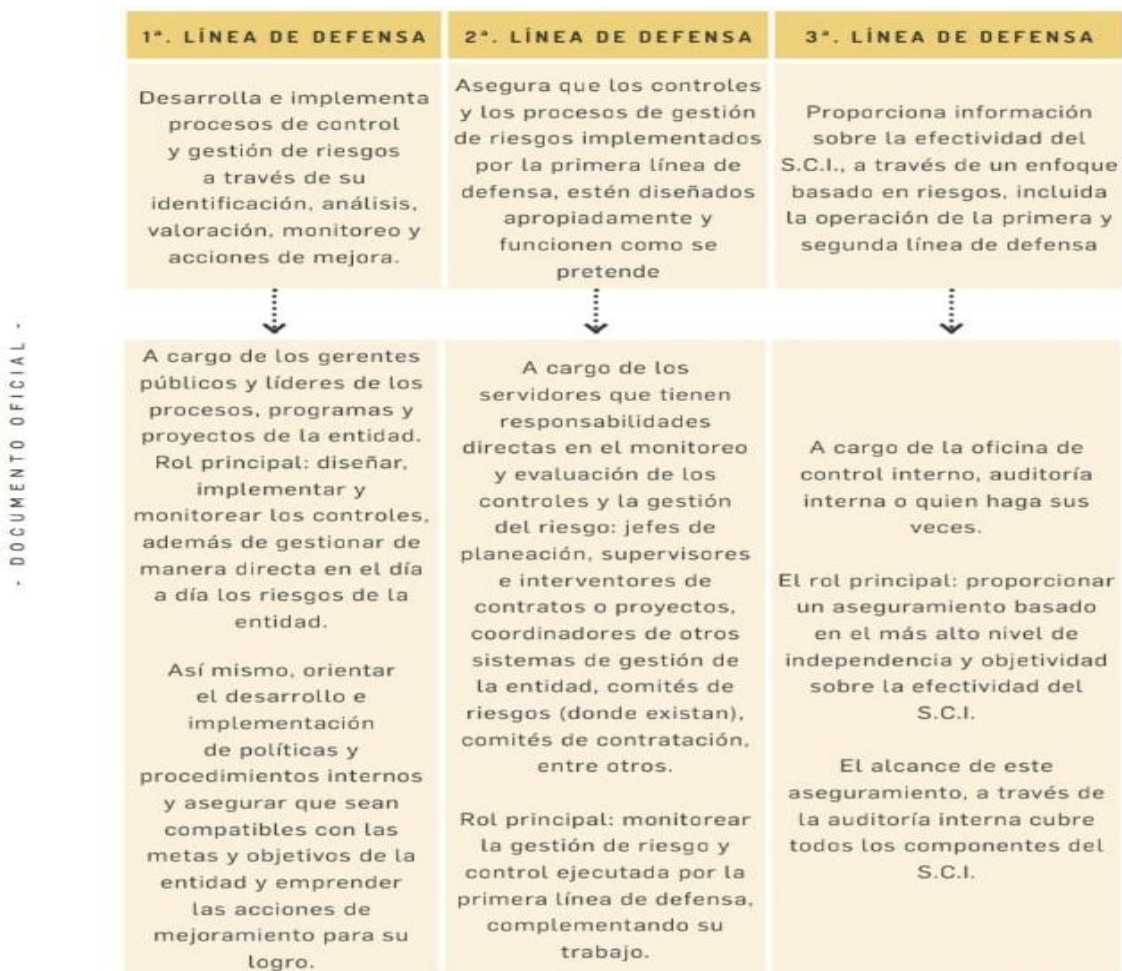 - DOCUMENTO OFICIAL -
1ª. LÍNEA DE DEFENSA
Desarrolla e implementa
procesos de control
y gestión de riesgos
a través de su
identificación, análisis,
valoración, monitoreo y
acciones de mejora.
A cargo de los gerentes
públicos y líderes de los
procesos, programas y
proyectos de la entidad.
Rol principal: diseñar,
implementar y
monitorear los controles,
además de gestionar de
manera directa en el día
a día los riesgos de la
entidad.
Así mismo, orientar
el desarrollo e
implementación
de políticas y
procedimientos internos
y asegurar que sean
compatibles con las
metas y objetivos de la
entidad y emprender
las acciones de
mejoramiento para su
logro.
2ª. LÍNEA DE DEFENSA
Asegura que los controles
y los procesos de gestión
de riesgos implementados
por la primera línea de
defensa, estén diseñados
apropiadamente y
funcionen como se
pretende
A cargo de los
servidores que tienen
responsabilidades
directas en el monitoreo
y evaluación de los
controles y la gestión
del riesgo: jefes de
planeación, supervisores
e interventores de
contratos o proyectos,
coordinadores de otros
sistemas de gestión de
la entidad, comités de
riesgos (donde existan),
comités de contratación,
entre otros.
Rol principal: monitorear
la gestión de riesgo y
control ejecutada por la
primera línea de defensa,
complementando su
trabajo.
3ª. LÍNEA DE DEFENSA
Proporciona información
sobre la efectividad del
S.C.I., a través de un enfoque
basado en riesgos, incluida
la operación de la primera y
segunda línea de defensa
A cargo de la oficina de
control interno, auditoría
interna o quien haga sus
veces.
El rol principal: proporcionar
un aseguramiento basado
en el más alto nivel de
independencia y objetividad
sobre la efectividad del
S.C.I.
El alcance de este
aseguramiento, a través de
la auditoría interna cubre
todos los componentes del
S.C.I.